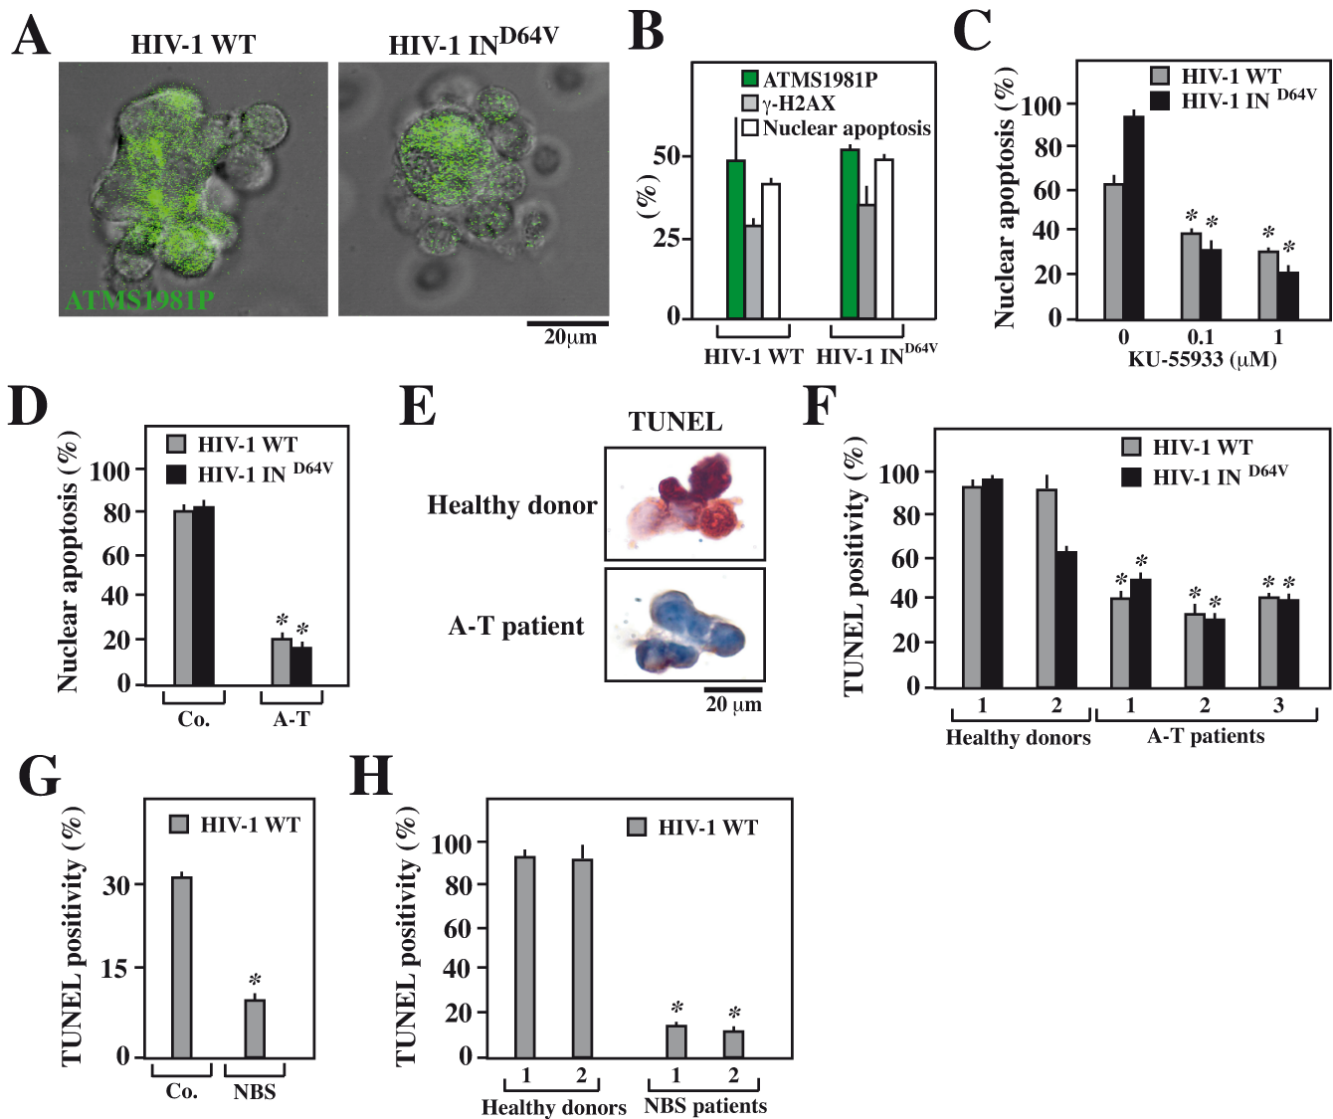 A
HIV-1 WT
HIV-1 IN^D64V
ATMS1981P
20μm
B
ATMS1981P
γ-H2AX
Nuclear apoptosis
(%)
50
25
0
HIV-1 WT
HIV-1 IN^D64V
C
HIV-1 WT
HIV-1 IN D64V
Nuclear apoptosis (%)
100
80
60
40
20
0
* * * *
0 0.1 1
KU-55933 (μM)
D
HIV-1 WT
HIV-1 IN D64V
Nuclear apoptosis (%)
100
80
60
40
20
0
* *
Co. A-T
E
TUNEL
Healthy donor
A-T patient
20 μm
F
HIV-1 WT
HIV-1 IN D64V
TUNEL positivity (%)
100
80
60
40
20
0
* * * * * *
1 2 1 2 3
Healthy donors A-T patients
G
HIV-1 WT
TUNEL positivity (%)
30
15
0
*
Co. NBS
H
HIV-1 WT
TUNEL positivity (%)
100
80
60
40
20
0
* *
1 2 1 2
Healthy donors NBS patients